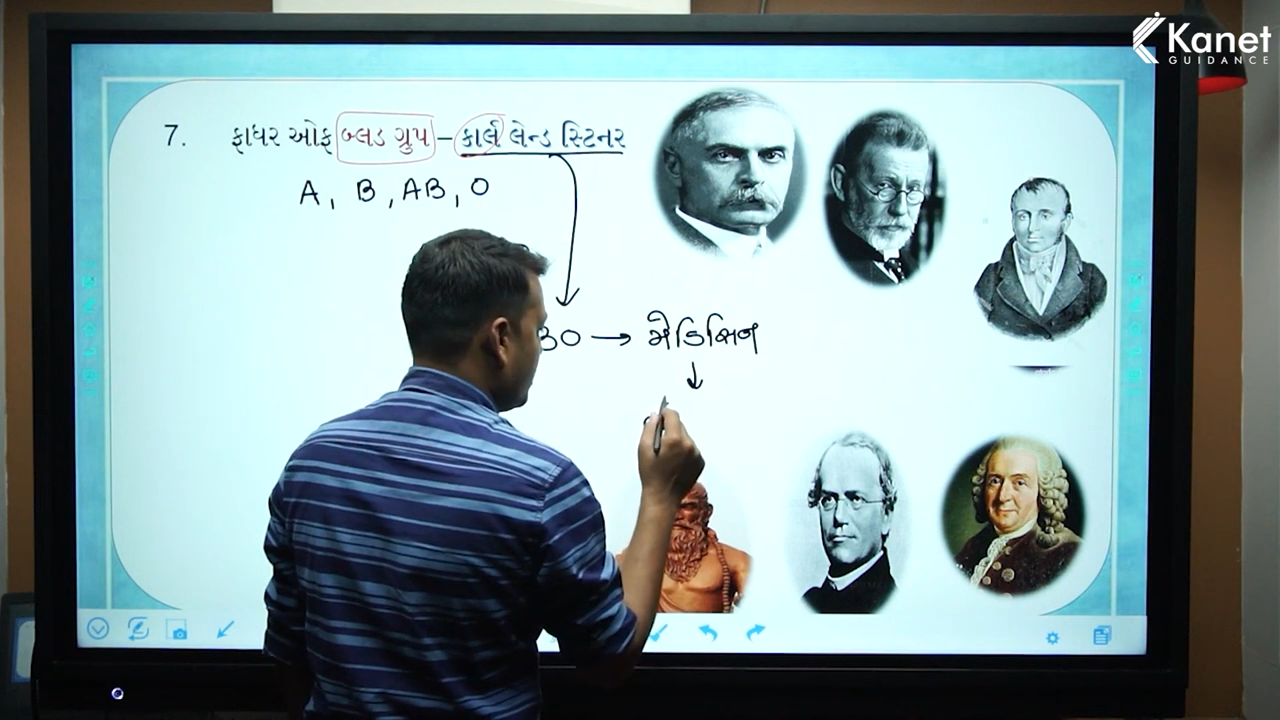 Kanet
GUIDANCE
7. ફાધર ઓફ બ્લડ ગ્રુપ – કાર્લ લેન્ડ સ્ટિનર
A, B, AB, O
30 → મેડિસિન